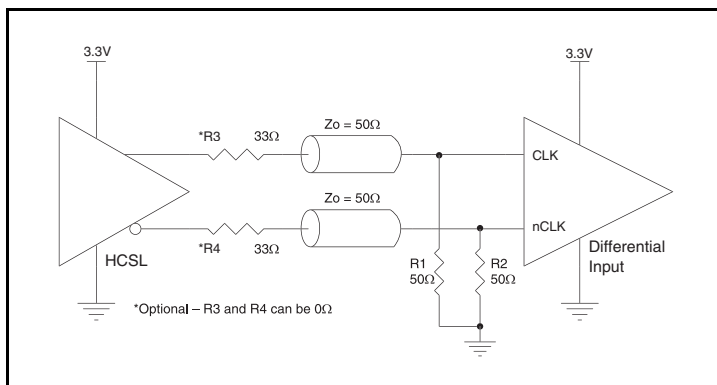 3.3V
3.3V
*R3
33Ω
Zo = 50Ω
CLK
Zo = 50Ω
nCLK
*R4
33Ω
HCSL
R1
50Ω
R2
50Ω
Differential
Input
*Optional – R3 and R4 can be 0Ω